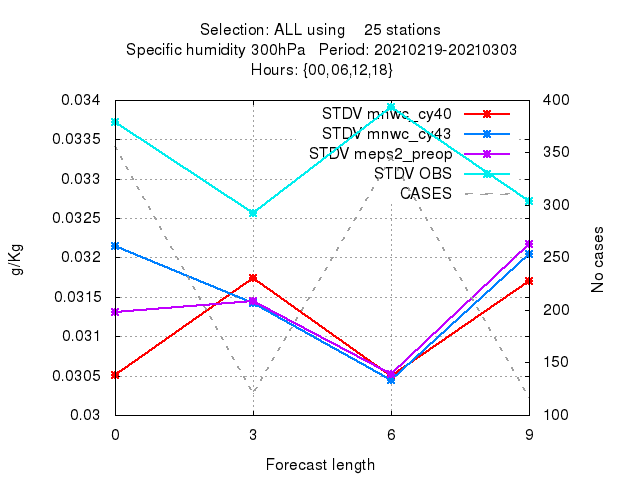 Selection: ALL using    25 stations
Specific humidity 300hPa   Period: 20210219-20210303
Hours: {00,06,12,18}
STDV mnwc_cy40
STDV mnwc_cy43
STDV meps2_preop
STDV OBS
CASES
0.034
0.0335
0.033
0.0325
0.032
0.0315
0.031
0.0305
0.03
g/Kg
400
350
300
250
200
150
100
No cases
0 3 6 9
Forecast length